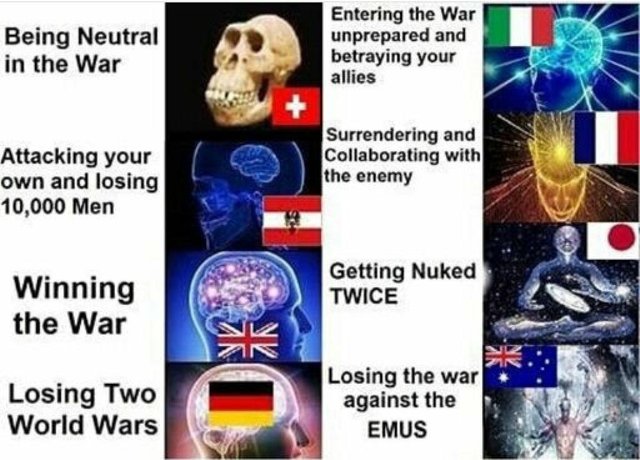 Being Neutral
in the War
Attacking your
own and losing
10,000 Men
Winning
the War
Losing Two
World Wars
Entering the War
unprepared and
betraying your
allies
Surrendering and
Collaborating with
the enemy
Getting Nuked
TWICE
Losing the war
against the
EMUS